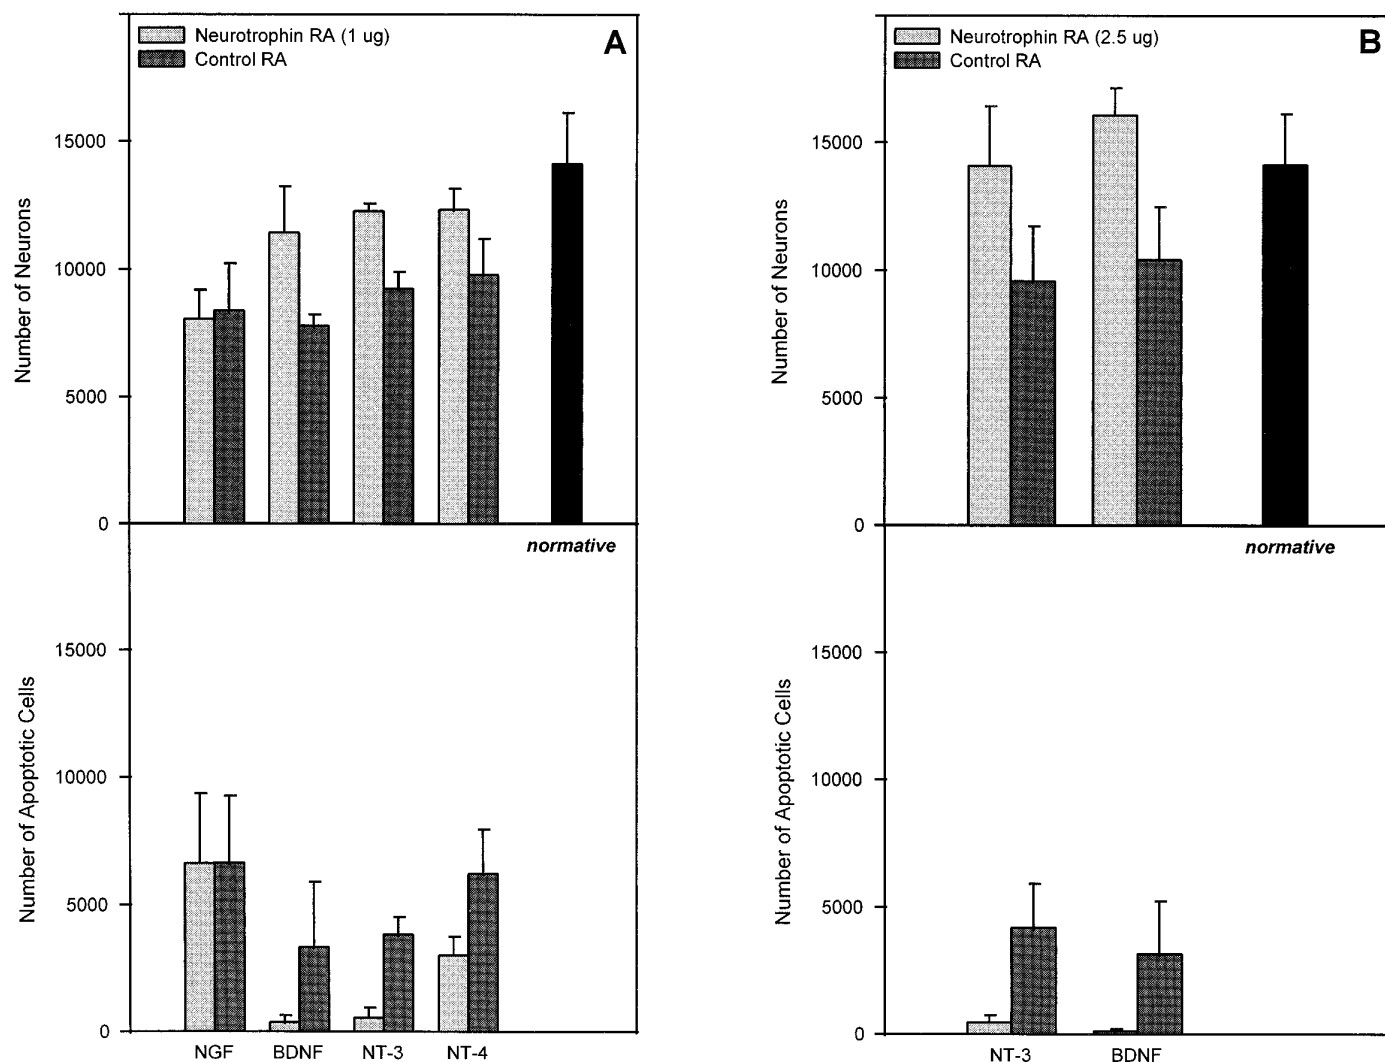 Neurotrophin RA (1 ug)
Control RA
A
15000
10000
5000
0
Number of Neurons
normative
15000
10000
5000
0
Number of Apoptotic Cells
NGF BDNF NT-3 NT-4
Neurotrophin RA (2.5 ug)
Control RA
B
15000
10000
5000
0
Number of Neurons
normative
15000
10000
5000
0
Number of Apoptotic Cells
NT-3 BDNF